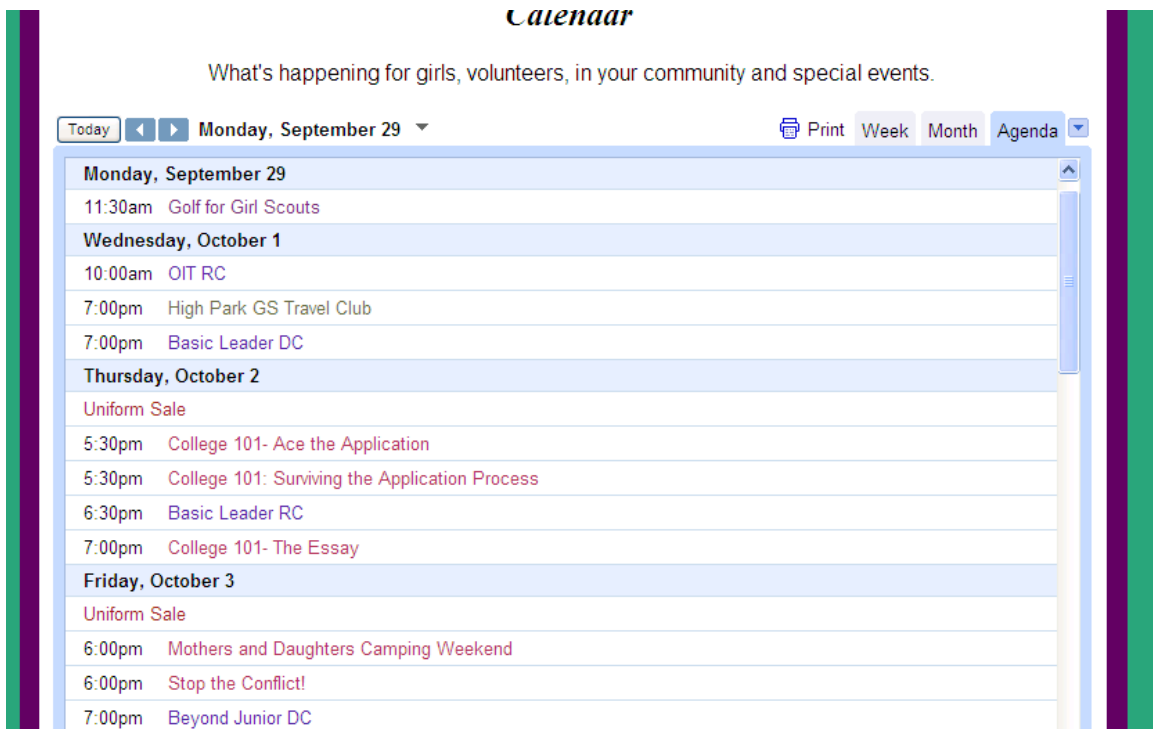 Calendar
What's happening for girls, volunteers, in your community and special events.
Today Monday, September 29 Print Week Month Agenda
Monday, September 29
11:30am Golf for Girl Scouts
Wednesday, October 1
10:00am OIT RC
7:00pm High Park GS Travel Club
7:00pm Basic Leader DC
Thursday, October 2
Uniform Sale
5:30pm College 101- Ace the Application
5:30pm College 101: Surviving the Application Process
6:30pm Basic Leader RC
7:00pm College 101- The Essay
Friday, October 3
Uniform Sale
6:00pm Mothers and Daughters Camping Weekend
6:00pm Stop the Conflict!
7:00pm Beyond Junior DC